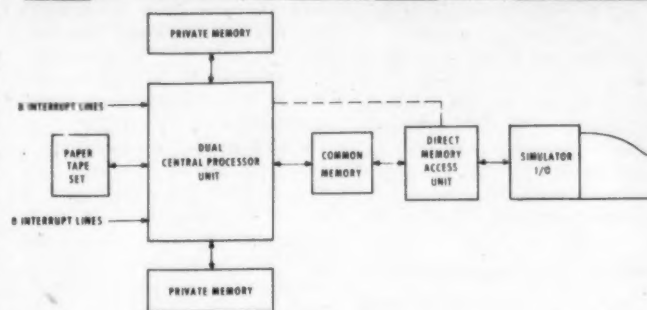 PRIVATE MEMORY
8 INTERRUPT LINES
PAPER
TAPE
SET
DUAL
CENTRAL PROCESSOR
UNIT
COMMON
MEMORY
DIRECT
MEMORY
ACCESS
UNIT
SIMULATOR
I/O
8 INTERRUPT LINES
PRIVATE MEMORY